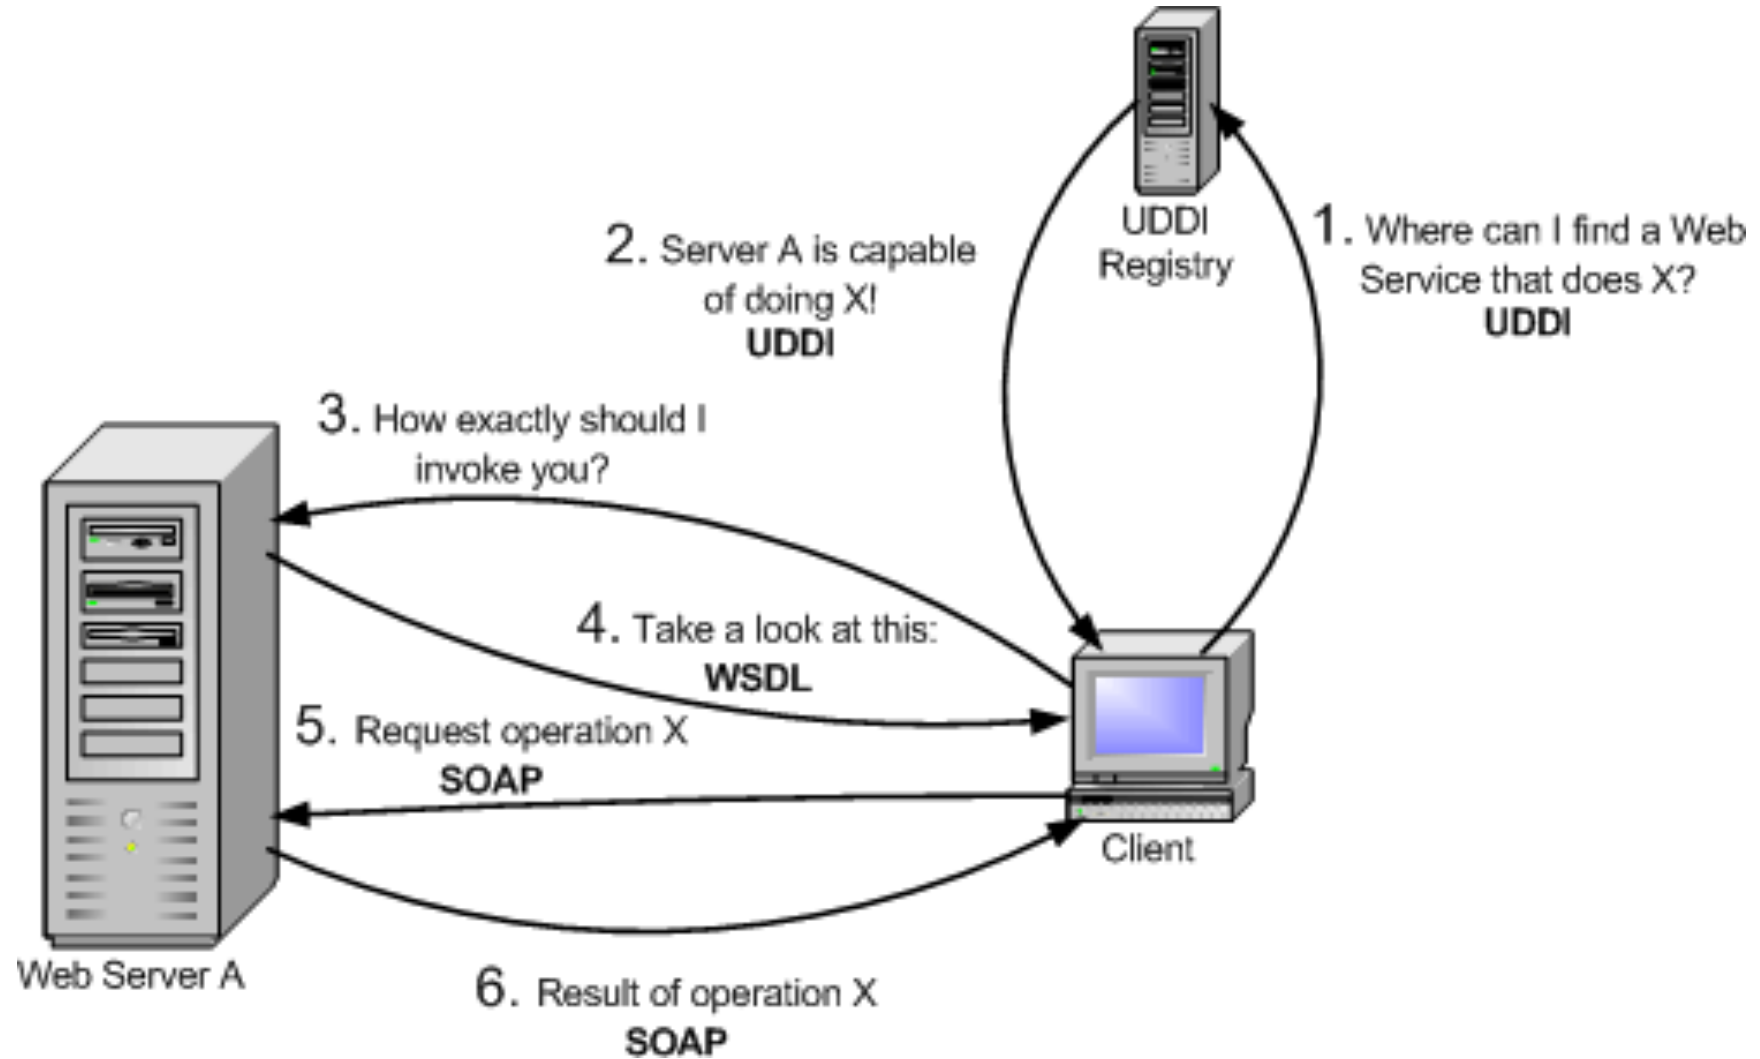 UDDI
Registry
1. Where can I find a Web
Service that does X?
UDDI
2. Server A is capable
of doing X!
UDDI
3. How exactly should I
invoke you?
4. Take a look at this:
WSDL
5. Request operation X
SOAP
Client
Web Server A
6. Result of operation X
SOAP